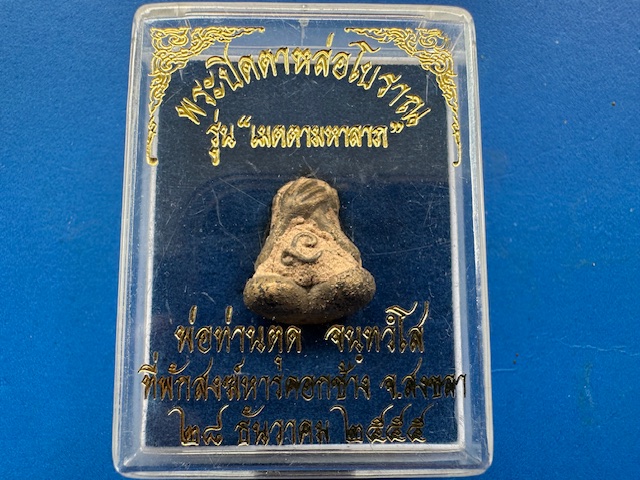 พระปิดตาหล่อโบราณ
รุ่น "เมตตามหาลาภ"
พ่อท่านตุด จนฺทวํโส
ที่พักสงฆ์หาร์คอกช้าง จ.สงขลา
๒๘ ธันวาคม ๒๕๕๕